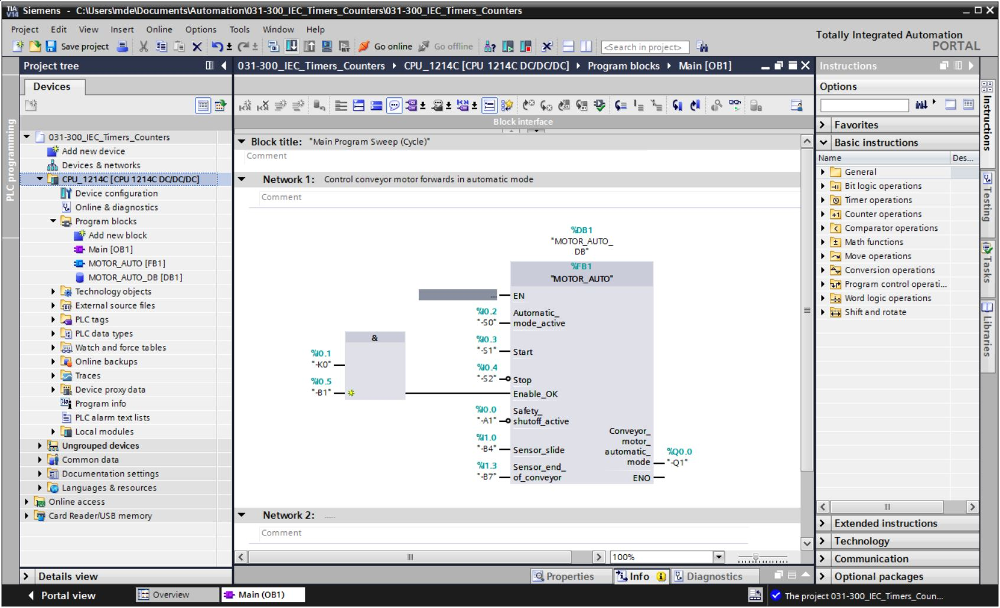 TIA
V14
Siemens - C:\Users\mde\Documents\Automation\031-300_IEC_Timers_Counters\031-300_IEC_Timers_Counters
Project Edit View Insert Online Options Tools Window Help
Totally Integrated Automation
PORTAL
Save project
Go online
Go offline
<Search in project>
Project tree
031-300_IEC_Timers_Counters CPU_1214C [CPU 1214C DC/DC/DC] Program blocks Main [OB1]
Instructions
Devices
Options
PLC programming
031-300_IEC_Timers_Counters
Add new device
Devices & networks
CPU_1214C [CPU 1214C DC/DC/DC]
Device configuration
Online & diagnostics
Program blocks
Add new block
Main [OB1]
MOTOR_AUTO [FB1]
MOTOR_AUTO_DB [DB1]
Technology objects
External source files
PLC tags
PLC data types
Watch and force tables
Online backups
Traces
Device proxy data
Program info
PLC alarm text lists
Local modules
Ungrouped devices
Common data
Documentation settings
Languages & resources
Online access
Card Reader/USB memory
Details view
Block interface
Block title: "Main Program Sweep (Cycle)"
Comment
Network 1: Control conveyor motor forwards in automatic mode
Comment
%DB1
"MOTOR_AUTO_
DB"
%FB1
"MOTOR_AUTO"
... EN
%I0.2
"-S0"
Automatic_
mode_active
%I0.3
"-S1"
Start
%I0.4
"-S2"
Stop
&
%I0.1
"-K0"
%I0.5
"-B1"
Enable_OK
%I0.0
"-A1"
Safety_
shutoff_active
%I1.0
"-B4"
Sensor_slide
%I1.3
"-B7"
Sensor_end_
of_conveyor
Conveyor_
motor_
automatic_
mode
%Q0.0
"-Q1"
ENO
Network 2: .....
Comment
100%
Properties
Info
Diagnostics
Favorites
Basic instructions
Name Des...
General
Bit logic operations
Timer operations
Counter operations
Comparator operations
Math functions
Move operations
Conversion operations
Program control operati...
Word logic operations
Shift and rotate
Extended instructions
Technology
Communication
Optional packages
Instructions
Testing
Tasks
Libraries
Portal view
Overview
Main (OB1)
The project 031-300_IEC_Timers_Coun...